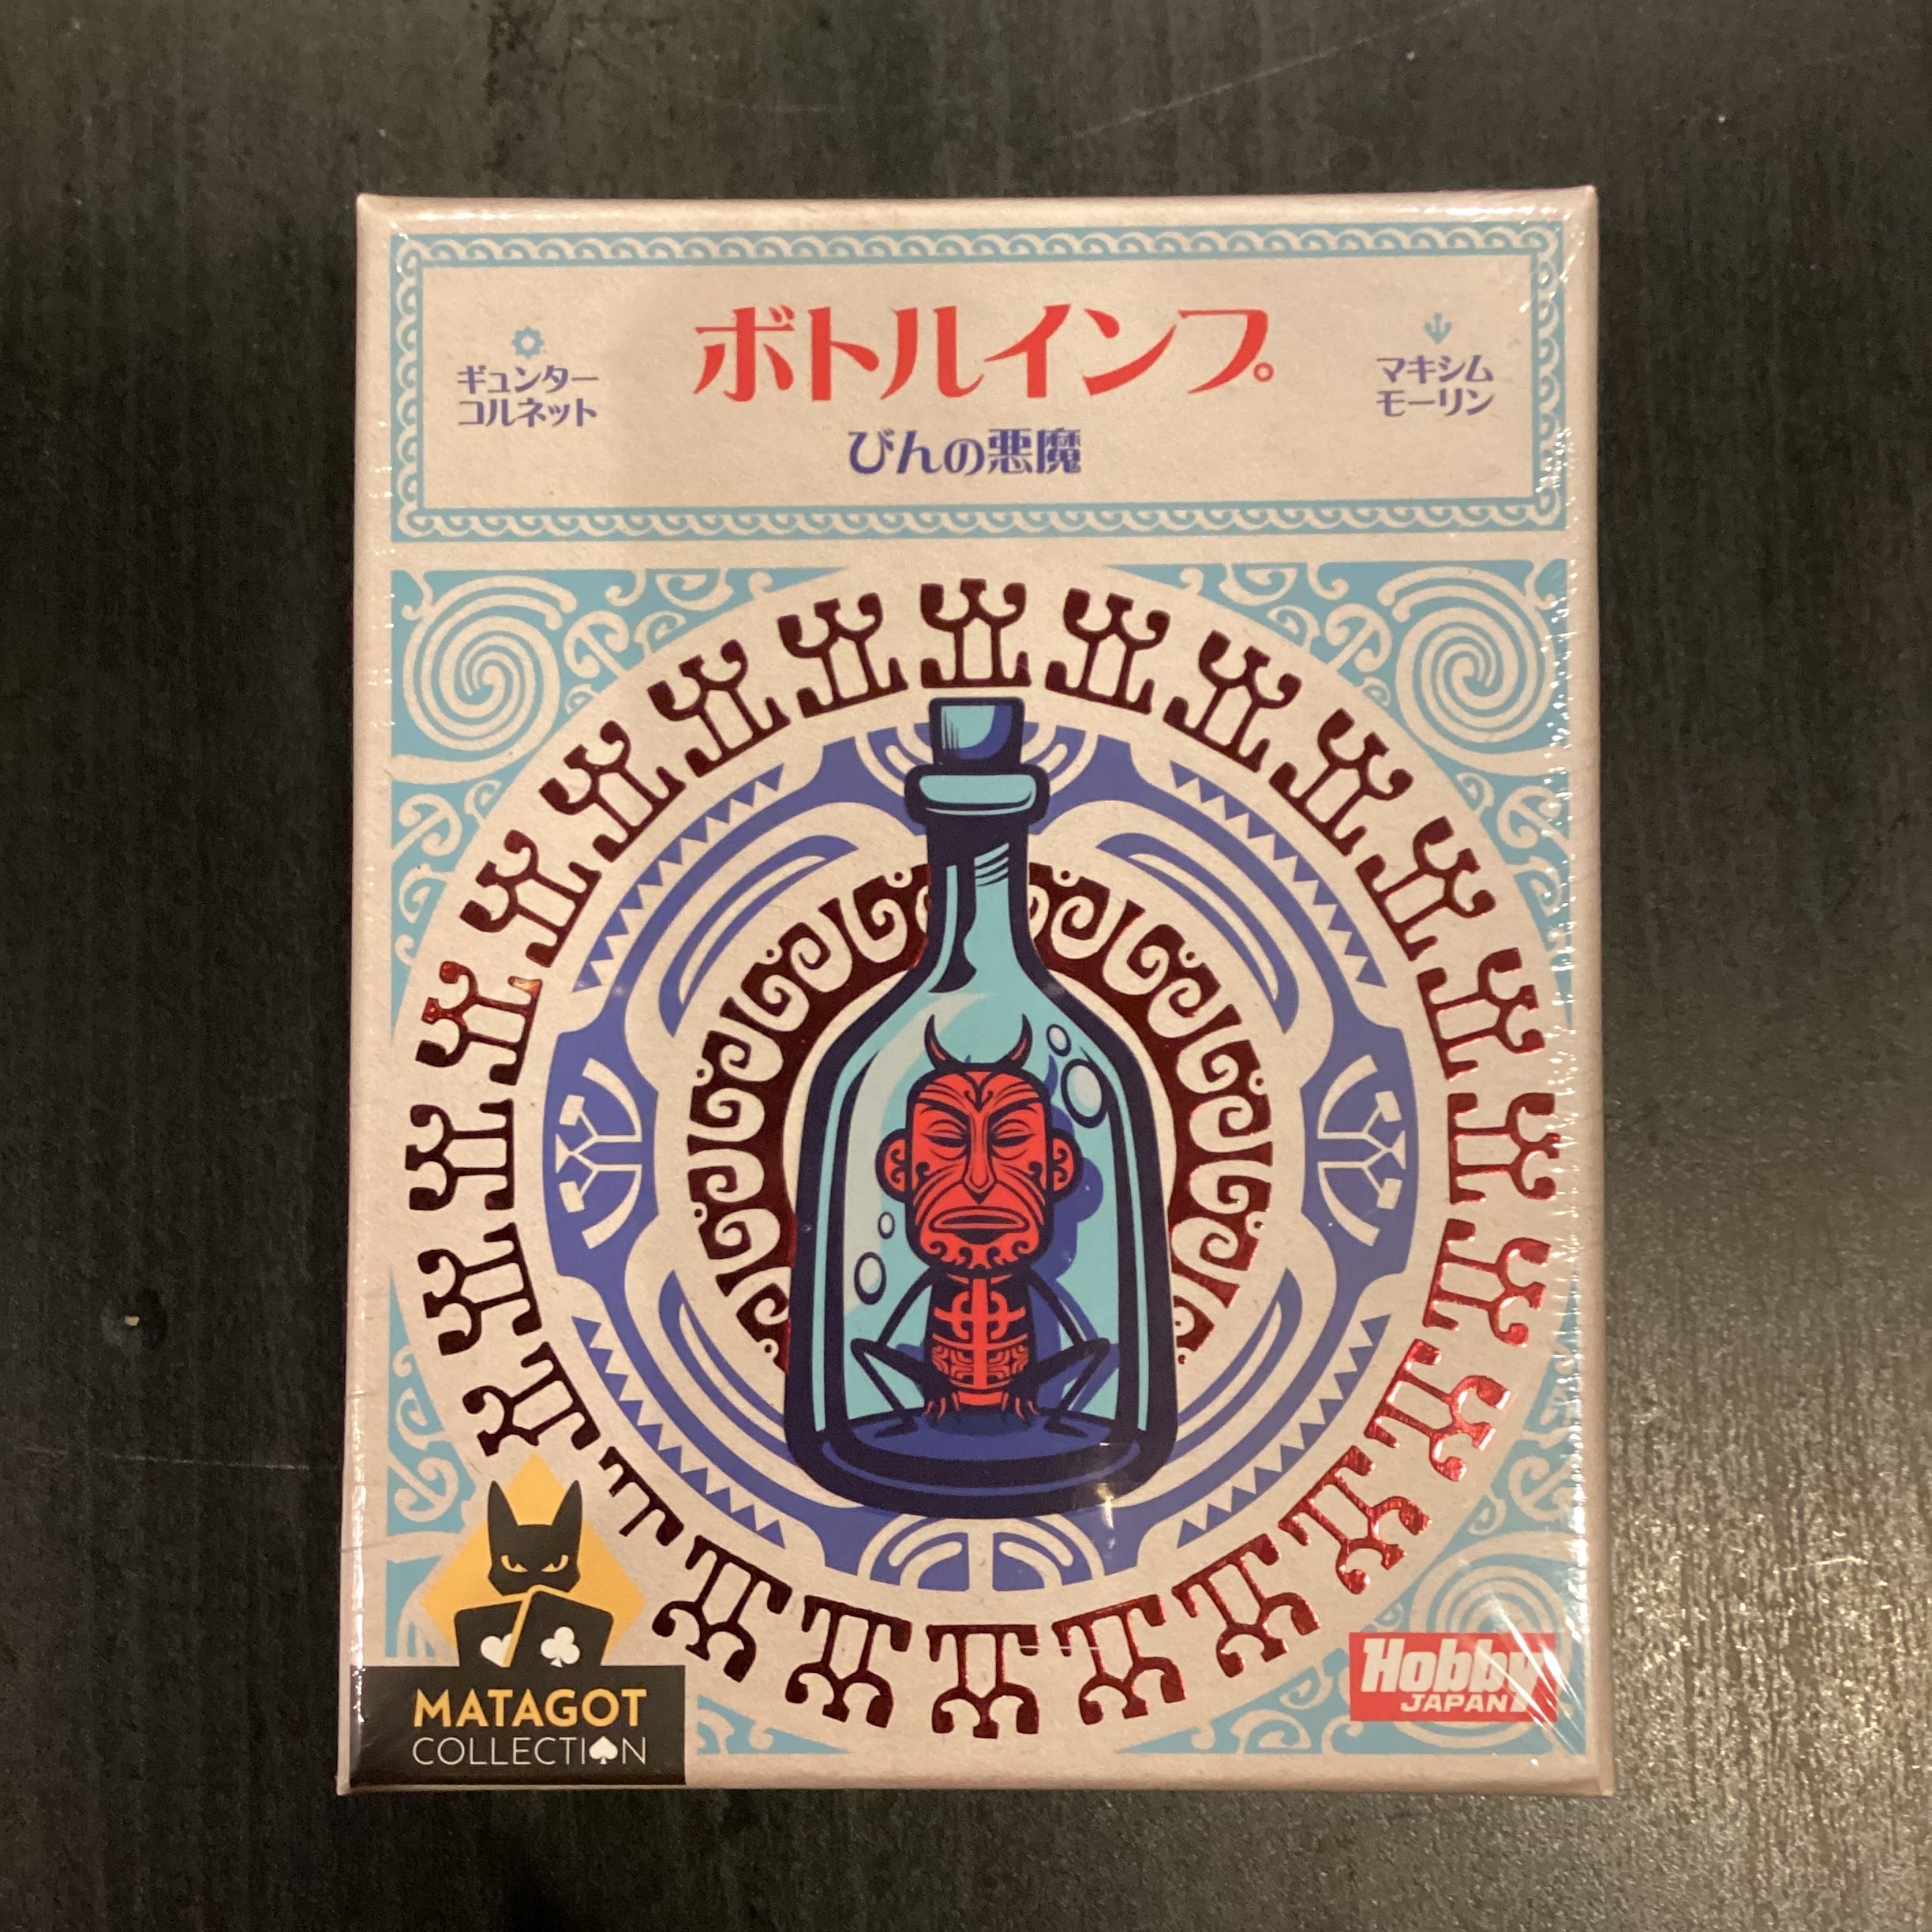 ボトルインプ
びんの悪魔
ギュンター
コルネット
マキシム
モーリン
MATAGOT
COLLECTION
Hobby
JAPAN